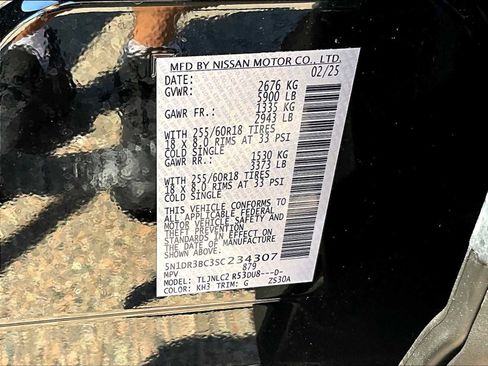 MFD BY NISSAN MOTOR CO., LTD.
DATE: 02/25
GVWR: 2676 KG
5900 LB
GAWR FR.: 1335 KG
2943 LB
WITH 255/60R18 TIRES
18 X 8.0 RIMS AT 33 PSI
COLD SINGLE
GAWR RR.: 1530 KG
3373 LB
WITH 255/60R18 TIRES
18 X 8.0 RIMS AT 33 PSI
COLD SINGLE
THIS VEHICLE CONFORMS TO
ALL APPLICABLE FEDERAL
MOTOR VEHICLE SAFETY AND
THEFT PREVENTION
STANDARDS IN EFFECT ON
THE DATE OF MANUFACTURE
SHOWN ABOVE.
5N1DR3BC3SC234307
MPV 879
MODEL: TLJNLC2 R53DU8---D-
COLOR: KH3 TRIM: G ZS30A